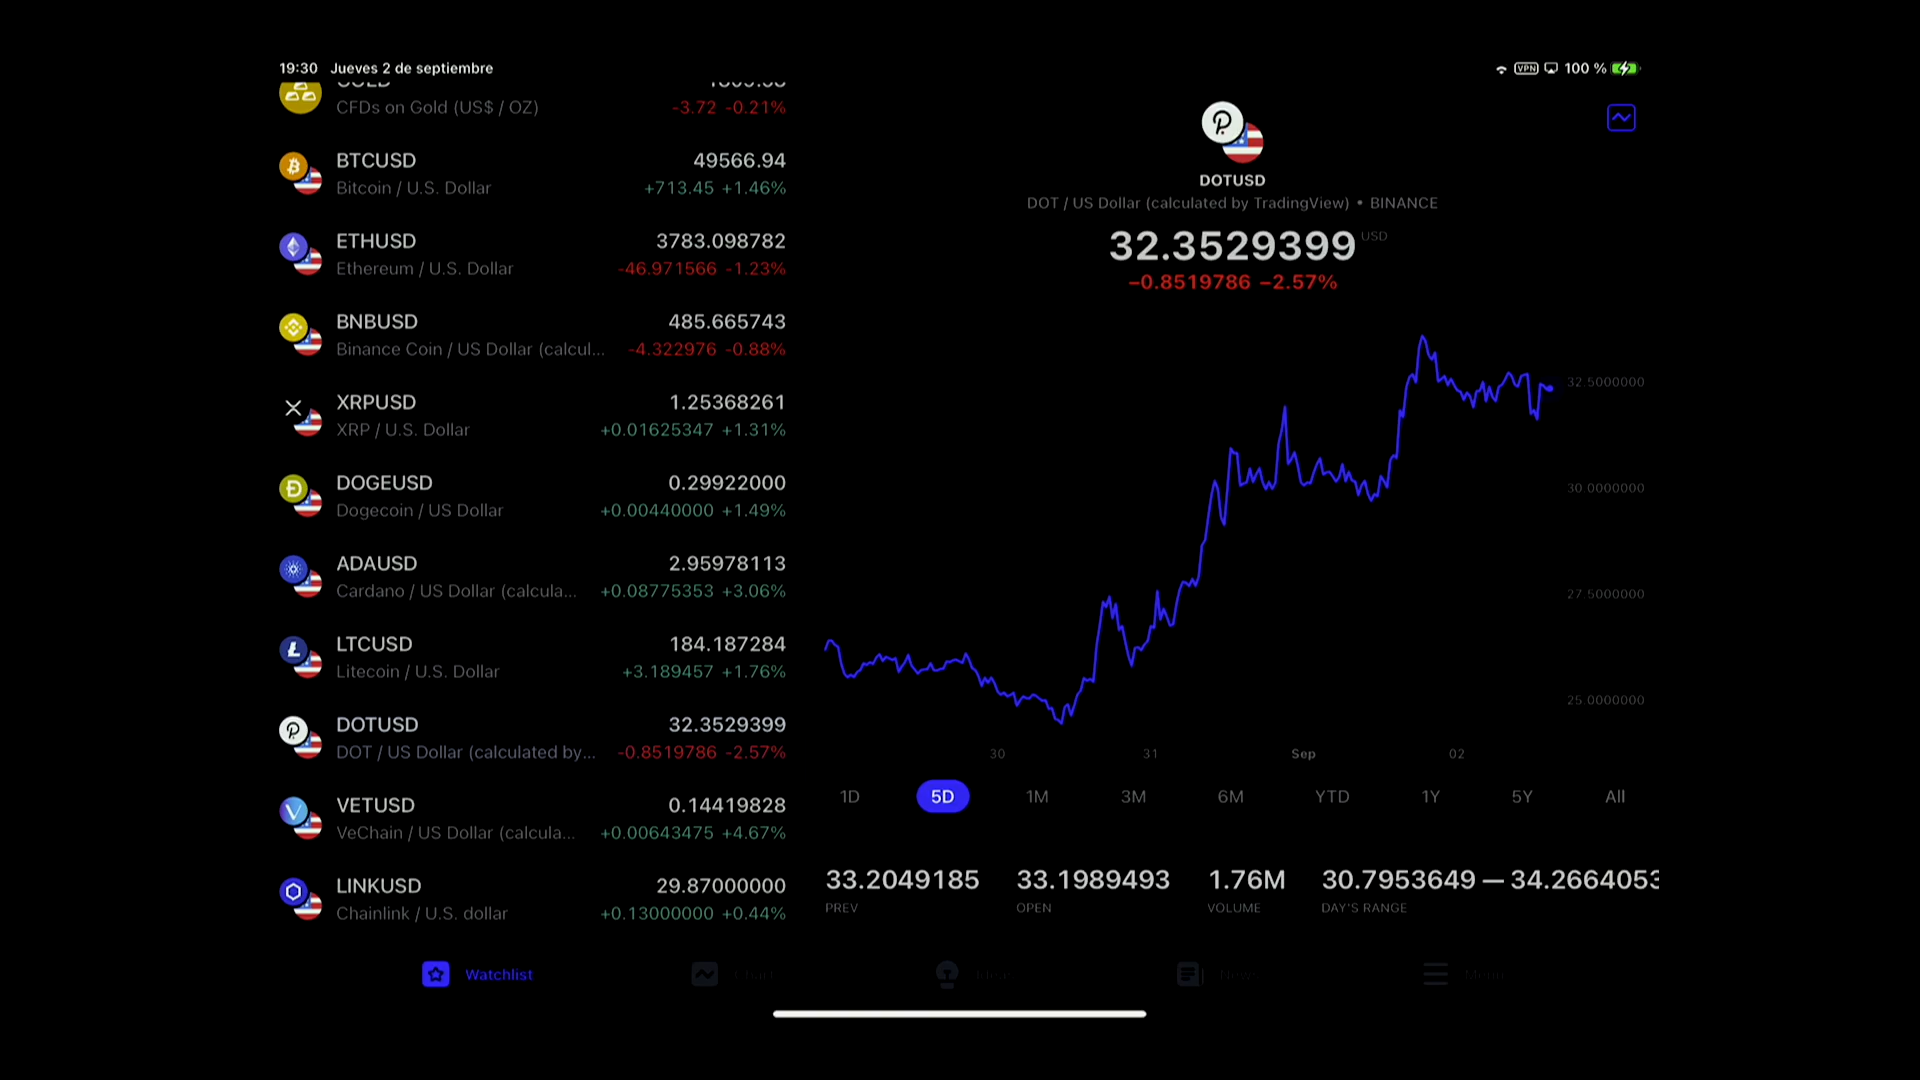 19:30 Jueves 2 de septiembre
VPN 100 %
CFDs on Gold (US$ / OZ) -3.72 -0.21%
BTCUSD 49566.94
Bitcoin / U.S. Dollar +713.45 +1.46%
ETHUSD 3783.098782
Ethereum / U.S. Dollar -46.971566 -1.23%
BNBUSD 485.665743
Binance Coin / US Dollar (calcul... -4.322976 -0.88%
XRPUSD 1.25368261
XRP / U.S. Dollar +0.01625347 +1.31%
DOGEUSD 0.29922000
Dogecoin / US Dollar +0.00440000 +1.49%
ADAUSD 2.95978113
Cardano / US Dollar (calcula... +0.08775353 +3.06%
LTCUSD 184.187284
Litecoin / U.S. Dollar +3.189457 +1.76%
DOTUSD 32.3529399
DOT / US Dollar (calculated by... -0.8519786 -2.57%
VETUSD 0.14419828
VeChain / US Dollar (calcula... +0.00643475 +4.67%
LINKUSD 29.87000000
Chainlink / U.S. dollar +0.13000000 +0.44%
DOTUSD
DOT / US Dollar (calculated by TradingView) • BINANCE
32.3529399 USD
−0.8519786 −2.57%
32.5000000
30.0000000
27.5000000
25.0000000
30 31 Sep 02
1D 5D 1M 3M 6M YTD 1Y 5Y All
33.2049185 33.1989493 1.76M 30.7953649 — 34.2664053
PREV OPEN VOLUME DAY'S RANGE
Watchlist